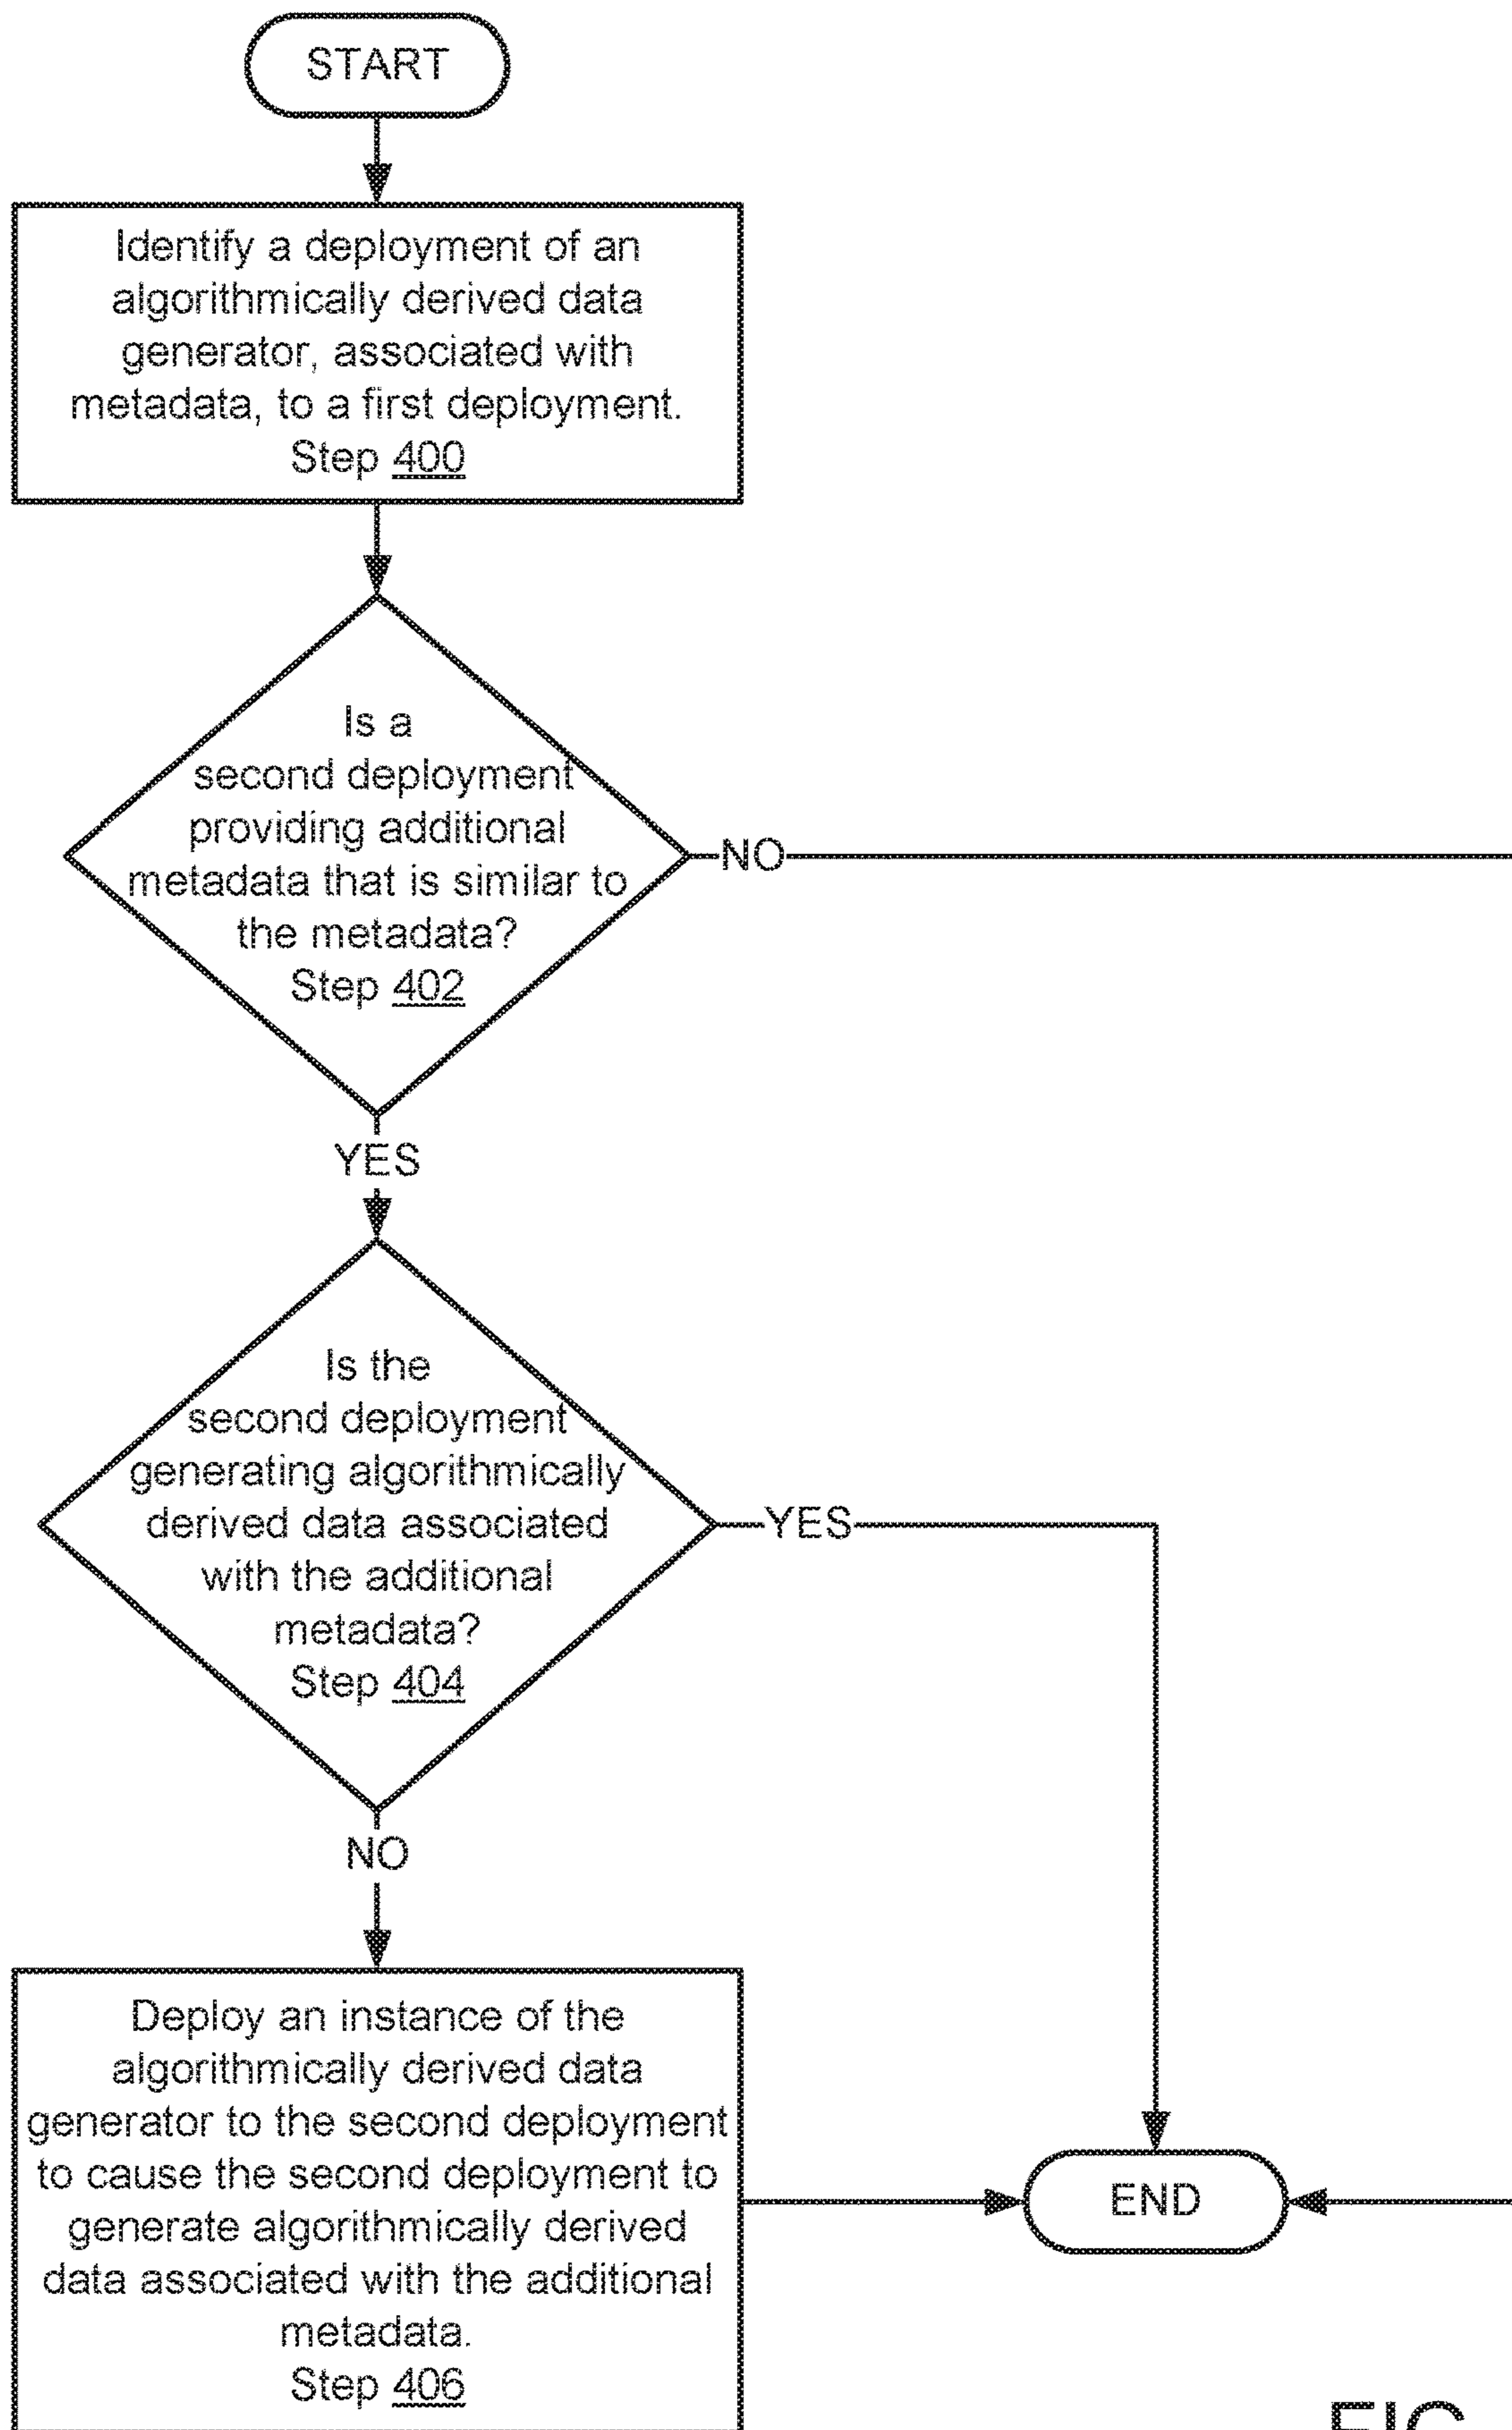 START
Identify a deployment of an
algorithmically derived data
generator, associated with
metadata, to a first deployment.
Step 400
Is a
second deployment
providing additional
metadata that is similar to
the metadata?
Step 402
NO
YES
Is the
second deployment
generating algorithmically
derived data associated
with the additional
metadata?
Step 404
YES
NO
Deploy an instance of the
algorithmically derived data
generator to the second deployment
to cause the second deployment to
generate algorithmically derived
data associated with the additional
metadata.
Step 406
END
FIG